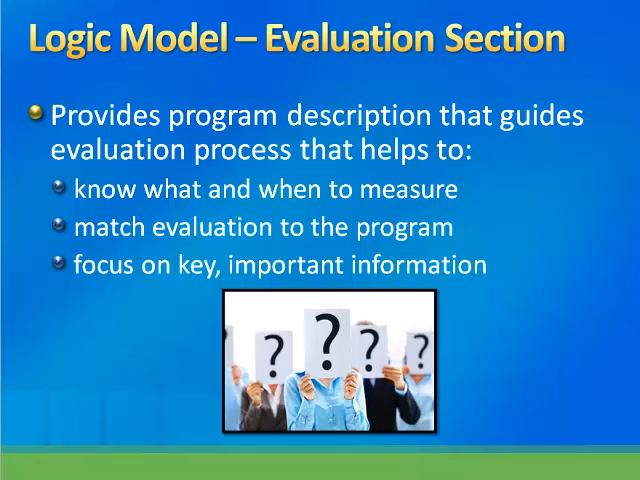 Logic Model – Evaluation Section
Provides program description that guides
evaluation process that helps to:
know what and when to measure
match evaluation to the program
focus on key, important information
? ? ? ?